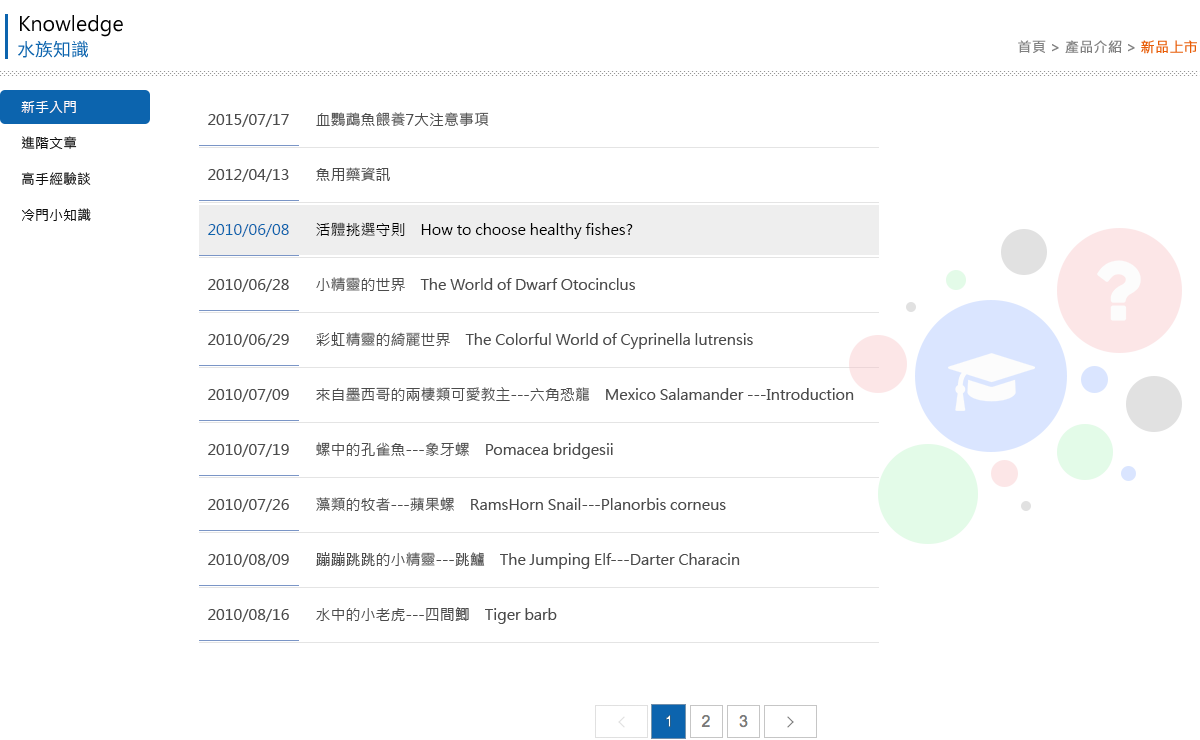 Knowledge
水族知識
首頁 > 產品介紹 > 新品上市
新手入門
進階文章
高手經驗談
冷門小知識
2015/07/17 血鸚鵡魚餵養7大注意事項
2012/04/13 魚用藥資訊
2010/06/08 活體挑選守則 How to choose healthy fishes?
2010/06/28 小精靈的世界 The World of Dwarf Otocinclus
2010/06/29 彩虹精靈的綺麗世界 The Colorful World of Cyprinella lutrensis
2010/07/09 來自墨西哥的兩棲類可愛教主---六角恐龍 Mexico Salamander ---Introduction
2010/07/19 螺中的孔雀魚---象牙螺 Pomacea bridgesii
2010/07/26 藻類的牧者---蘋果螺 RamsHorn Snail---Planorbis corneus
2010/08/09 蹦蹦跳跳的小精靈---跳鱸 The Jumping Elf---Darter Characin
2010/08/16 水中的小老虎---四間鯽 Tiger barb
?
< 1 2 3 >